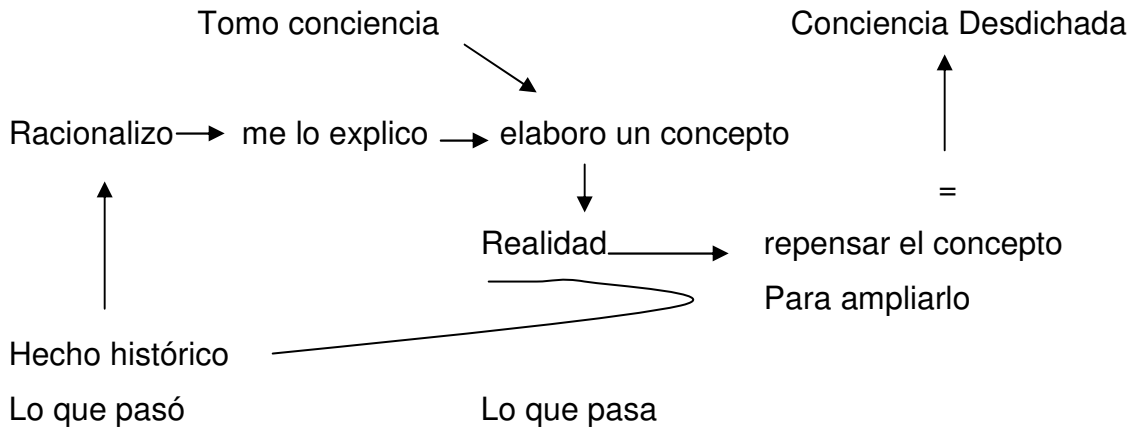 Tomo conciencia Conciencia Desdichada
Racionalizo me lo explico elaboro un concepto
=
Realidad repensar el concepto
Para ampliarlo
Hecho histórico
Lo que pasó Lo que pasa